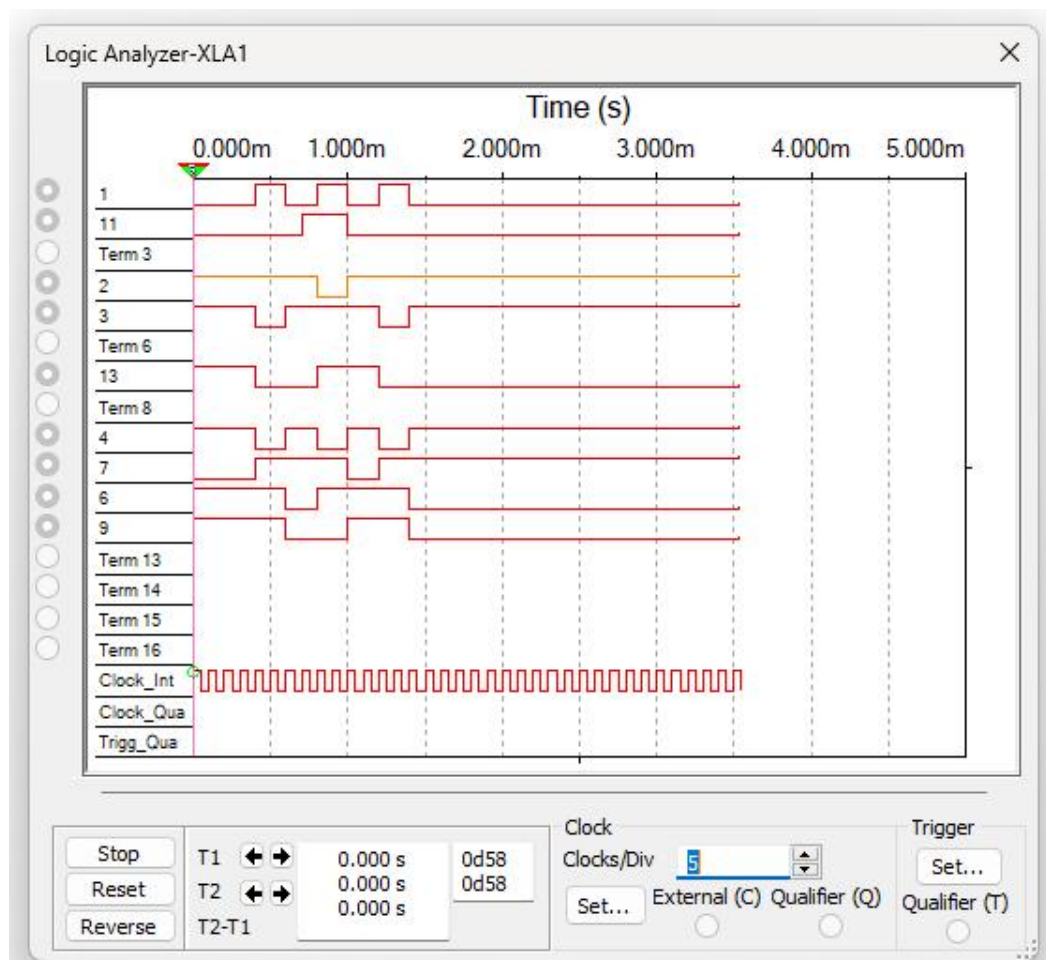 Logic Analyzer-XLA1
Time (s)
0.000m 1.000m 2.000m 3.000m 4.000m 5.000m
1
11
Term 3
2
3
Term 6
13
Term 8
4
7
6
9
Term 13
Term 14
Term 15
Term 16
Clock_Int
Clock_Qua
Trigg_Qua
Stop
Reset
Reverse
T1 0.000 s 0d58
T2 0.000 s 0d58
T2-T1 0.000 s
Clock
Clocks/Div 5
Set... External (C) Qualifier (Q)
Trigger
Set...
Qualifier (T)